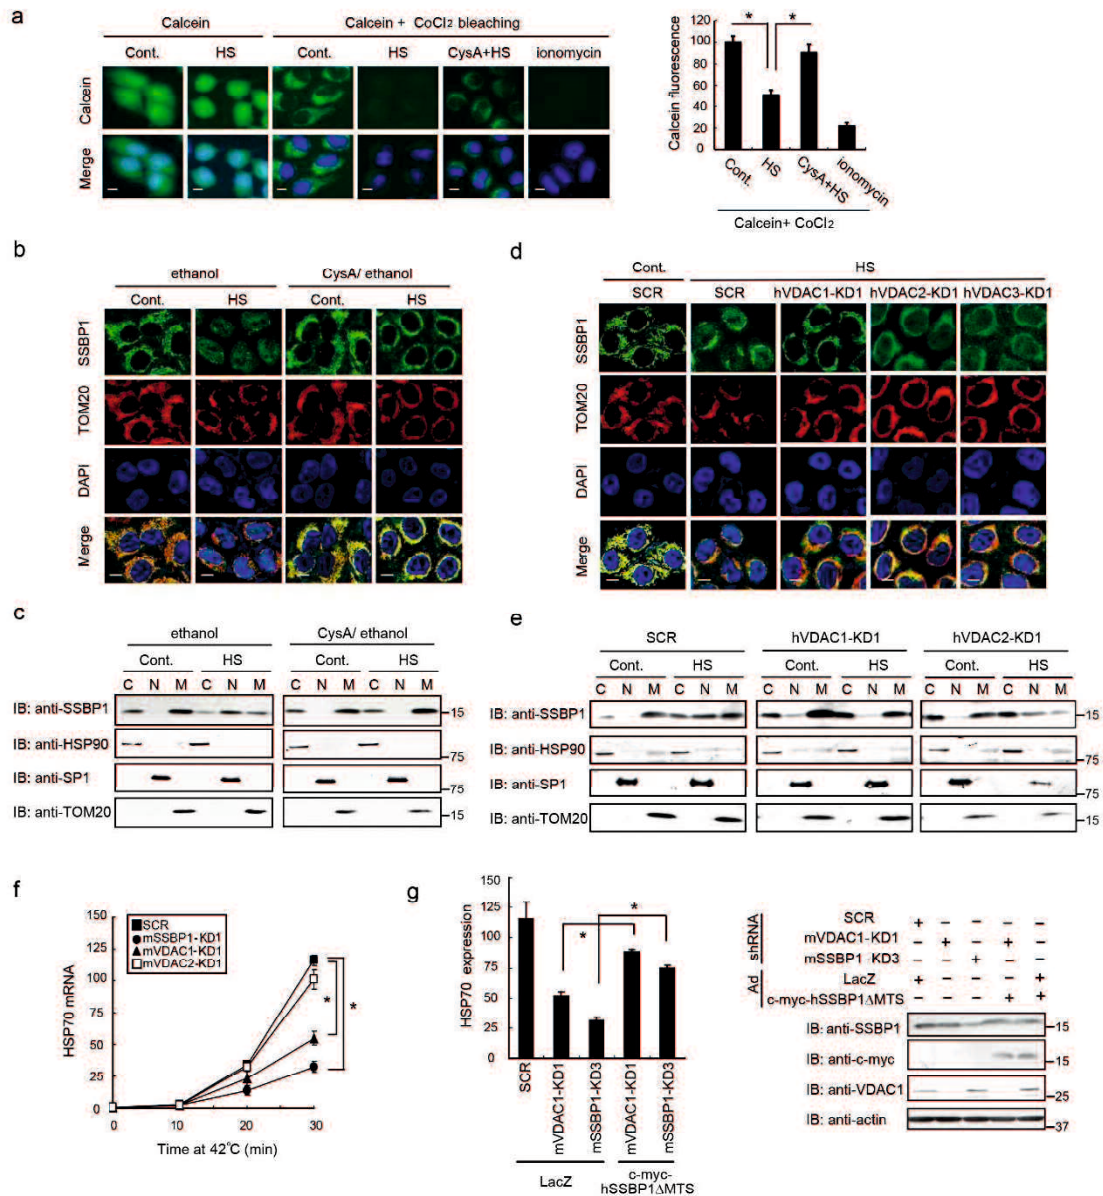 a
Calcein
Calcein + CoCl2 bleaching
Cont.
HS
Cont.
HS
CysA+HS
ionomycin
Calcein
Merge
Calcein fluorescence
120
100
80
60
40
20
0
*
*
Cont.
HS
CysA+HS
ionomycin
Calcein+ CoCl2
b
ethanol
CysA/ ethanol
Cont.
HS
Cont.
HS
SSBP1
TOM20
DAPI
Merge
d
Cont.
HS
SCR
SCR
hVDAC1-KD1
hVDAC2-KD1
hVDAC3-KD1
SSBP1
TOM20
DAPI
Merge
c
ethanol
CysA/ ethanol
Cont.
HS
Cont.
HS
C N M C N M
C N M C N M
IB: anti-SSBP1
15
IB: anti-HSP90
75
IB: anti-SP1
75
IB: anti-TOM20
15
e
SCR
hVDAC1-KD1
hVDAC2-KD1
Cont.
HS
Cont.
HS
Cont.
HS
C N M C N M
C N M C N M
C N M C N M
IB: anti-SSBP1
15
IB: anti-HSP90
75
IB: anti-SP1
75
IB: anti-TOM20
15
f
HSP70 mRNA
150
125
100
75
50
25
0
SCR
mSSBP1-KD1
mVDAC1-KD1
mVDAC2-KD1
*
*
0
10
20
30
Time at 42°C (min)
g
HSP70 expression
150
125
100
75
50
25
0
*
*
SCR
mVDAC1-KD1
mSSBP1-KD3
mVDAC1-KD1
mSSBP1-KD3
LacZ
c-myc-
hSSBP1ΔMTS
shRNA
SCR + − − − −
mVDAC1-KD1 − + − + −
mSSBP1 -KD3 − − + − +
Ad
LacZ + − − − +
c-myc-hSSBP1ΔMTS − − − + +
IB: anti-SSBP1
15
IB: anti-c-myc
15
IB: anti-VDAC1
25
IB: anti-actin
37